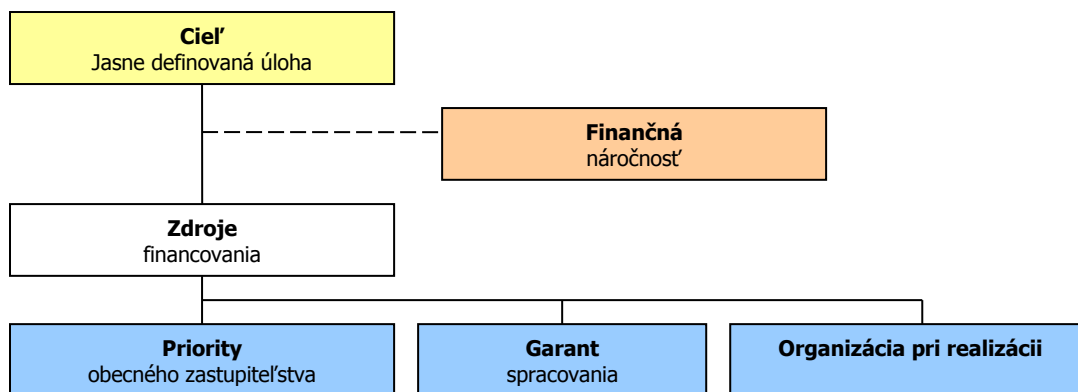 Cieľ
Jasne definovaná úloha
Finančná
náročnosť
Zdroje
financovania
Priority
obecného zastupiteľstva
Garant
spracovania
Organizácia pri realizácii